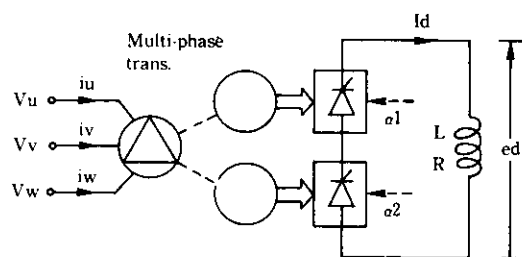 Multi-phase
trans.
Id
Vu
iu
Vv
iv
Vw
iw
α1
α2
L
R
ed